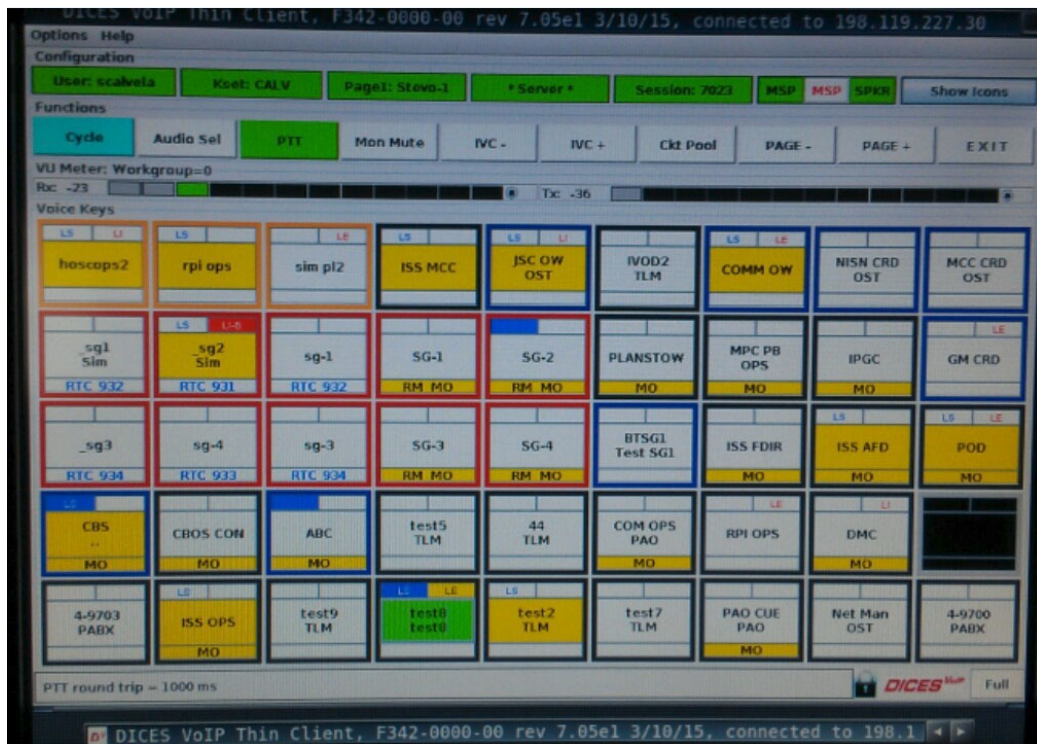 DICES VoIP Thin Client, F342-0000-00 rev 7.05e1 3/10/15, connected to 198.119.227.30
Options Help
Configuration
User: scalvela Kset: CALV Page1: Stevo-1 * Server * Session: 7023 MSP MSP SPKR Show Icons
Functions
Cycle Audio Sel PTT Mon Mute IVC - IVC + Ckt Pool PAGE - PAGE + EXIT
VU Meter: Workgroup=0
Rx: -23 Tx: -36
Voice Keys
LS LI LS LE LS LS LI LS LE
hoscops2 rpi ops sim pl2 ISS MCC JSC OW OST IVOD2 TLM COMM OW NISN CRD OST MCC CRD OST
LS LE
_sg1 Sim _sg2 Sim sg-1 SG-1 SG-2 PLANSTOW MPC PB OPS IPGC GM CRD
RTC 932 RTC 931 RTC 932 RM MO RM MO MO MO MO
LS LS LE
_sg3 sg-4 sg-3 SG-3 SG-4 BTSG1 Test SG1 ISS FDIR ISS AFD POD
RTC 934 RTC 933 RTC 934 RM MO RM MO MO MO MO
LS LE LI
CBS .. CBOS CON ABC test5 TLM 44 TLM COM OPS PAO RPI OPS DMC
MO MO MO MO MO MO
LS LS LE LS
4-9703 PABX ISS OPS test9 TLM test8 test8 test2 TLM test7 TLM PAO CUE PAO Net Man OST 4-9700 PABX
MO MO
PTT round trip ~ 1000 ms DICES VoIP Full
DICES VoIP Thin Client, F342-0000-00 rev 7.05e1 3/10/15, connected to 198.1